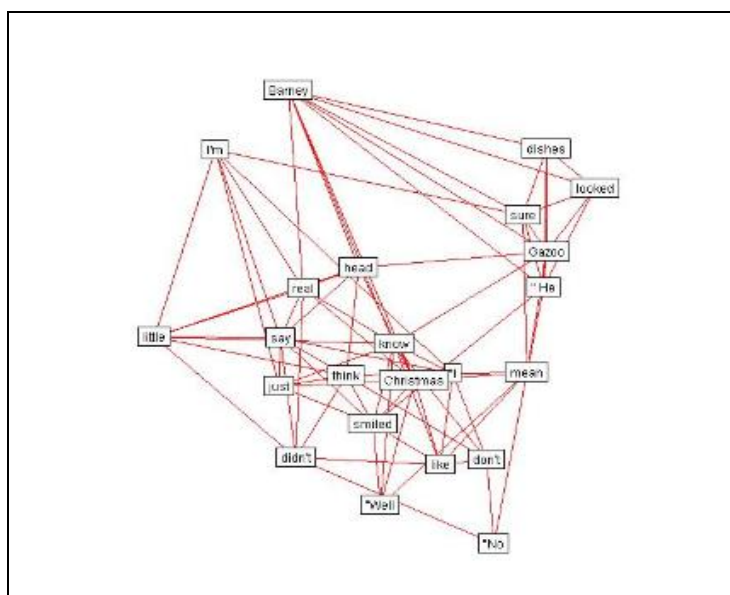 Barney
I'm
dishes
looked
sure
Gazoo
head
"He
real
little
say
know
"I
mean
think
Christmas
just
smiled
didn't
like
don't
"Well
"No